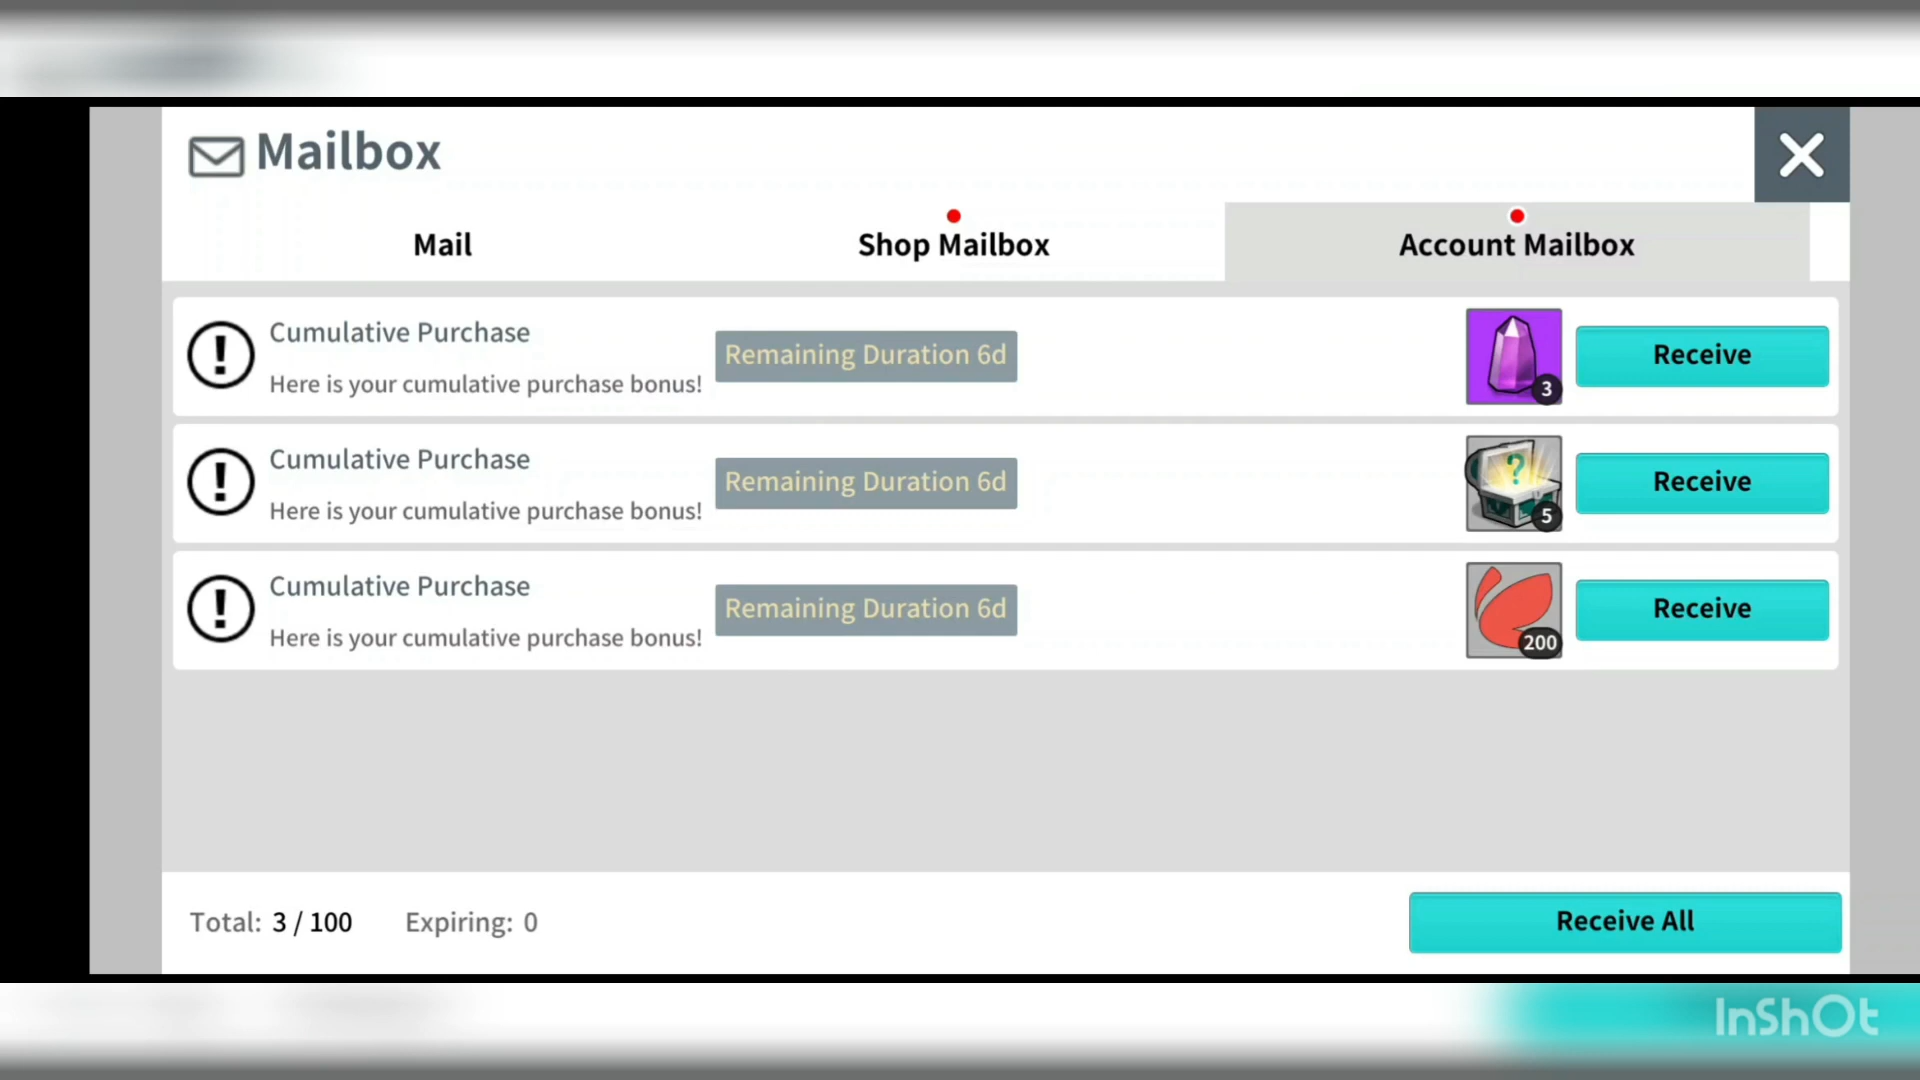 Mailbox
Mail
Shop Mailbox
Account Mailbox
Cumulative Purchase
Here is your cumulative purchase bonus!
Remaining Duration 6d
3
Receive
Cumulative Purchase
Here is your cumulative purchase bonus!
Remaining Duration 6d
?
5
Receive
Cumulative Purchase
Here is your cumulative purchase bonus!
Remaining Duration 6d
200
Receive
Total: 3 / 100
Expiring: 0
Receive All
InShOt